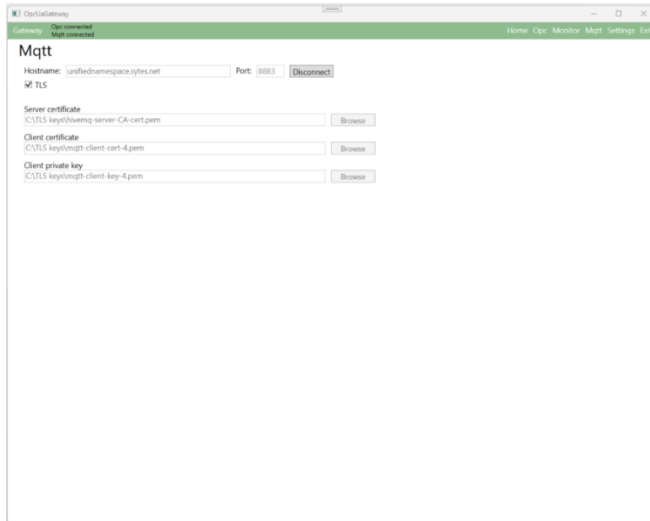 OpcUaGateway
Gateway Opc connected
Mqtt connected
Home Opc Monitor Mqtt Settings
Mqtt
Hostname: unifiednamespace.sytes.net Port: 8883 Disconnect
TLS
Server certificate
C:\TLS keys\hivemq-server-CA-cert.pem Browse
Client certificate
C:\TLS keys\mqtt-client-cert-4.pem Browse
Client private key
C:\TLS keys\mqtt-client-key-4.pem Browse